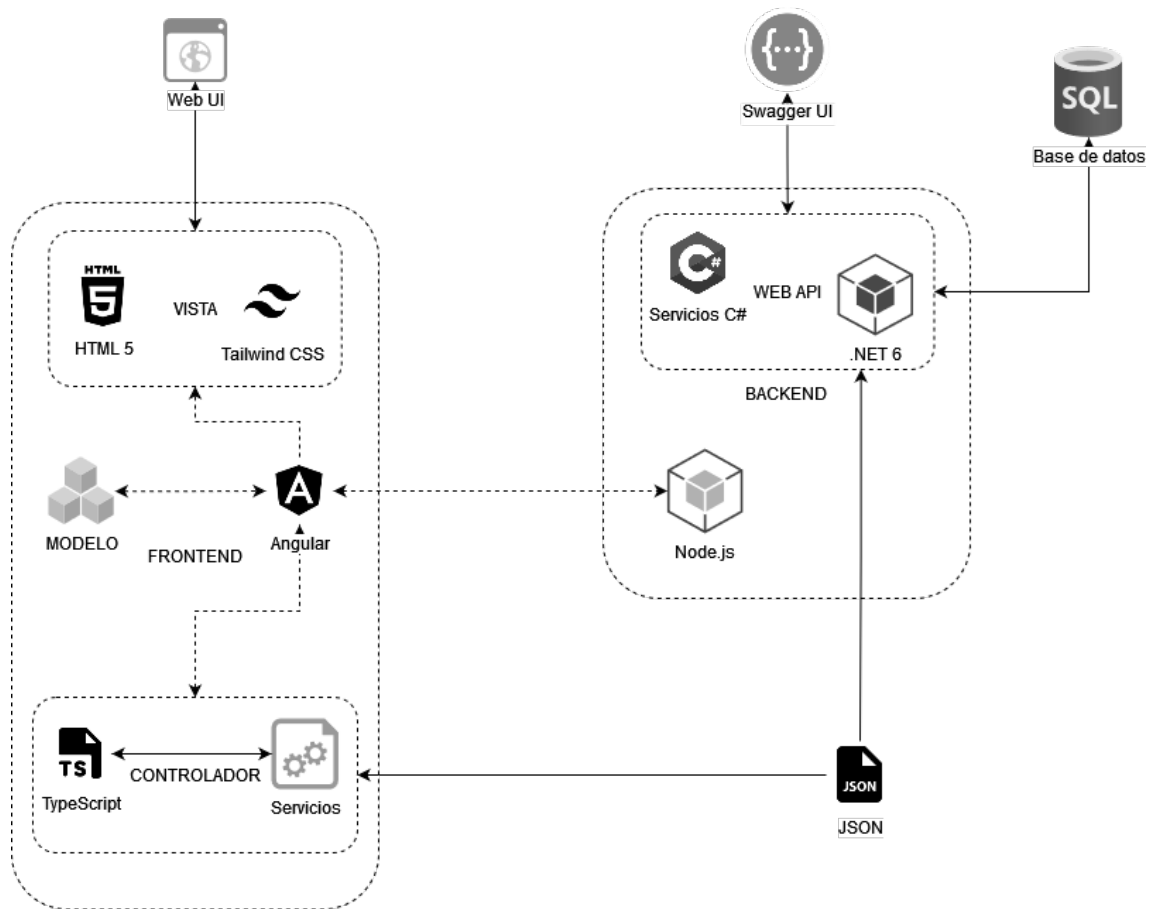 Web UI
{...}
Swagger UI
SQL
Base de datos
HTML
5
HTML 5
VISTA
Tailwind CSS
C#
Servicios C#
WEB API
.NET 6
BACKEND
MODELO
FRONTEND
A
Angular
Node.js
TS
TypeScript
CONTROLADOR
Servicios
JSON
JSON